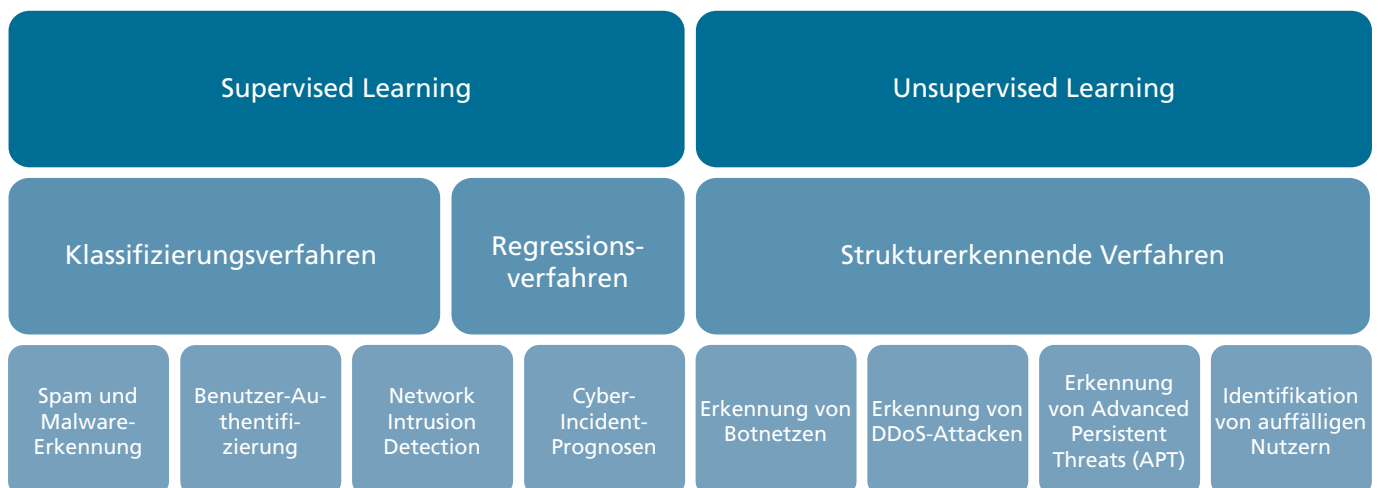 Supervised Learning
Unsupervised Learning
Klassifizierungsverfahren
Regressions-
verfahren
Strukturerkennende Verfahren
Spam und
Malware-
Erkennung
Benutzer-Au-
thentifi-
zierung
Network
Intrusion
Detection
Cyber-
Incident-
Prognosen
Erkennung von
Botnetzen
Erkennung von
DDoS-Attacken
Erkennung
von Advanced
Persistent
Threats (APT)
Identifikation
von auffälligen
Nutzern